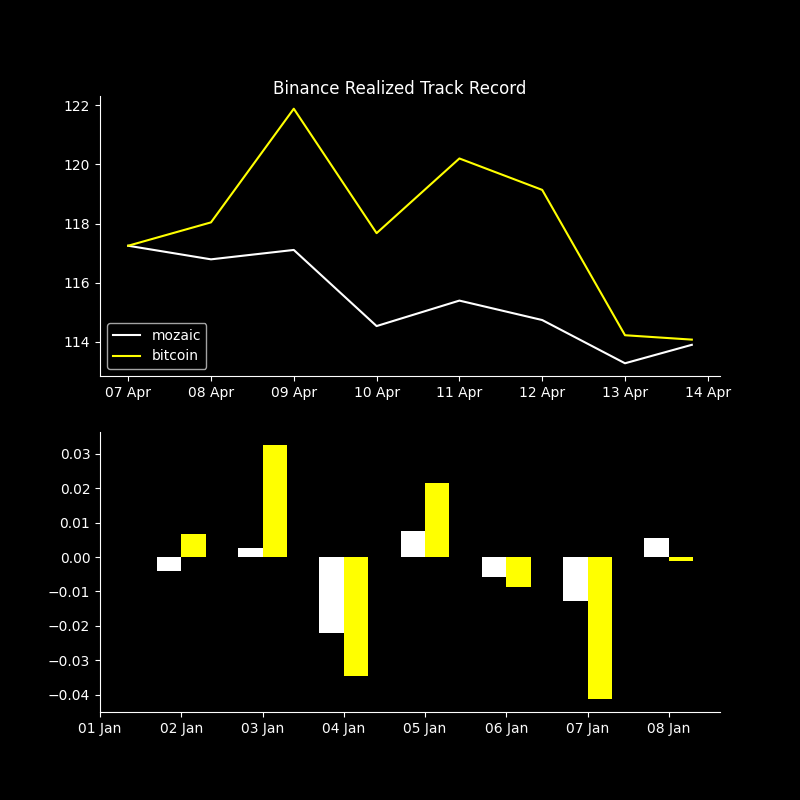 Binance Realized Track Record
122
120
118
116
114
mozaic
bitcoin
07 Apr 08 Apr 09 Apr 10 Apr 11 Apr 12 Apr 13 Apr 14 Apr
0.03
0.02
0.01
0.00
−0.01
−0.02
−0.03
−0.04
01 Jan 02 Jan 03 Jan 04 Jan 05 Jan 06 Jan 07 Jan 08 Jan